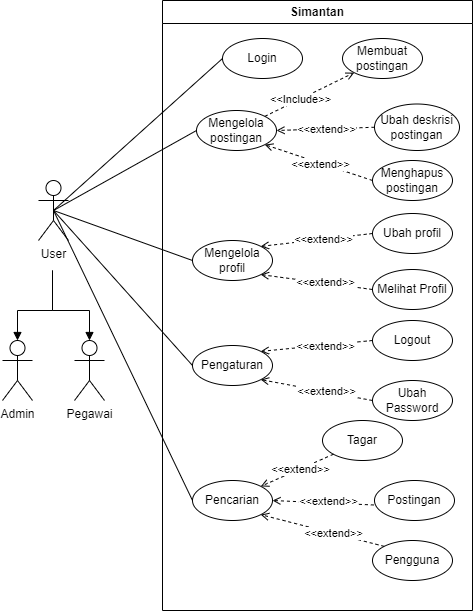 Simantan
Login
Membuat
postingan
<<Include>>
Mengelola
postingan
<<extend>>
Ubah deskrisi
postingan
<<extend>>
Menghapus
postingan
User
Mengelola
profil
<<extend>>
Ubah profil
<<extend>>
Melihat Profil
Pengaturan
<<extend>>
Logout
<<extend>>
Ubah
Password
Admin
Pegawai
Tagar
<<extend>>
Pencarian
<<extend>>
Postingan
<<extend>>
Pengguna